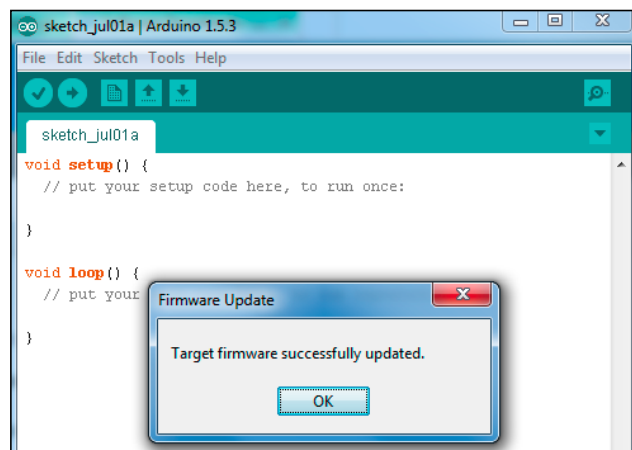 sketch_jul01a | Arduino 1.5.3
File Edit Sketch Tools Help
sketch_jul01a
void setup() {
// put your setup code here, to run once:
}
void loop() {
// put your
}
Firmware Update
Target firmware successfully updated.
OK